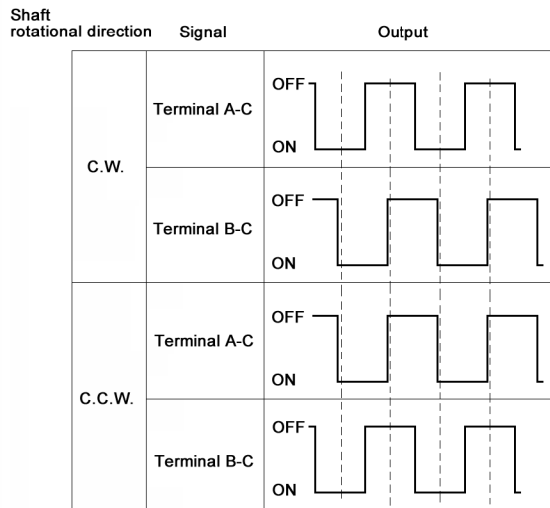 Shaft
rotational direction Signal Output
OFF
Terminal A-C
ON
C.W.
OFF
Terminal B-C
ON
OFF
Terminal A-C
ON
C.C.W.
OFF
Terminal B-C
ON